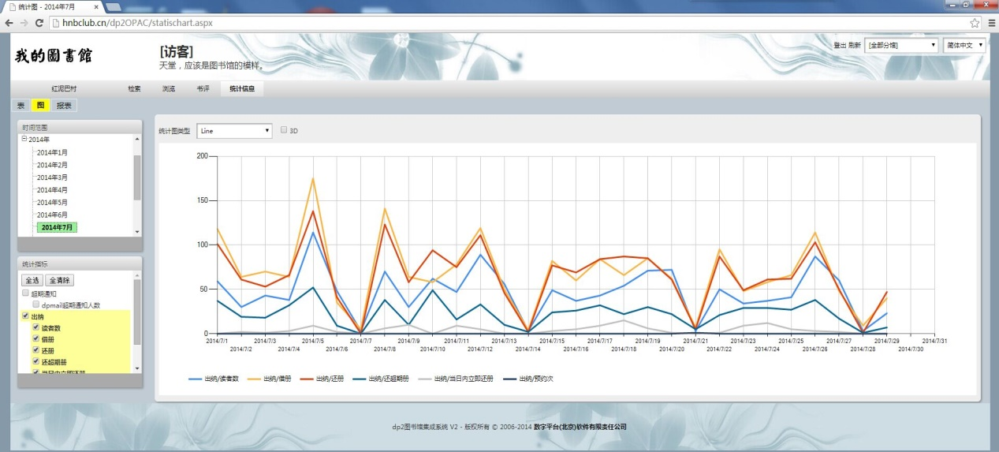 统计图 - 2014年7月
hnbclub.cn/dp2OPAC/statischart.aspx
我的圖書館
[访客]
天堂，应该是图书馆的模样。
登出 刷新 [全部分馆] 简体中文
红泥巴村 检索 浏览 书评 统计信息
表 图 报表
时间范围
2014年
2014年1月
2014年2月
2014年3月
2014年4月
2014年5月
2014年6月
2014年7月
统计指标
全选 全清除
超期通知
dpmail超期通知人数
出纳
读者数
借册
还册
还超期册
当日内立即还册
统计图类型 Line 3D
200
150
100
50
0
2014/7/1 2014/7/3 2014/7/5 2014/7/7 2014/7/9 2014/7/11 2014/7/13 2014/7/15 2014/7/17 2014/7/19 2014/7/21 2014/7/23 2014/7/25 2014/7/27 2014/7/29 2014/7/31
2014/7/2 2014/7/4 2014/7/6 2014/7/8 2014/7/10 2014/7/12 2014/7/14 2014/7/16 2014/7/18 2014/7/20 2014/7/22 2014/7/24 2014/7/26 2014/7/28 2014/7/30
出纳/读者数 出纳/借册 出纳/还册 出纳/还超期册 出纳/当日内立即还册 出纳/预约次
dp2图书馆集成系统 V2 - 版权所有 © 2006-2014 数字平台(北京)软件有限责任公司